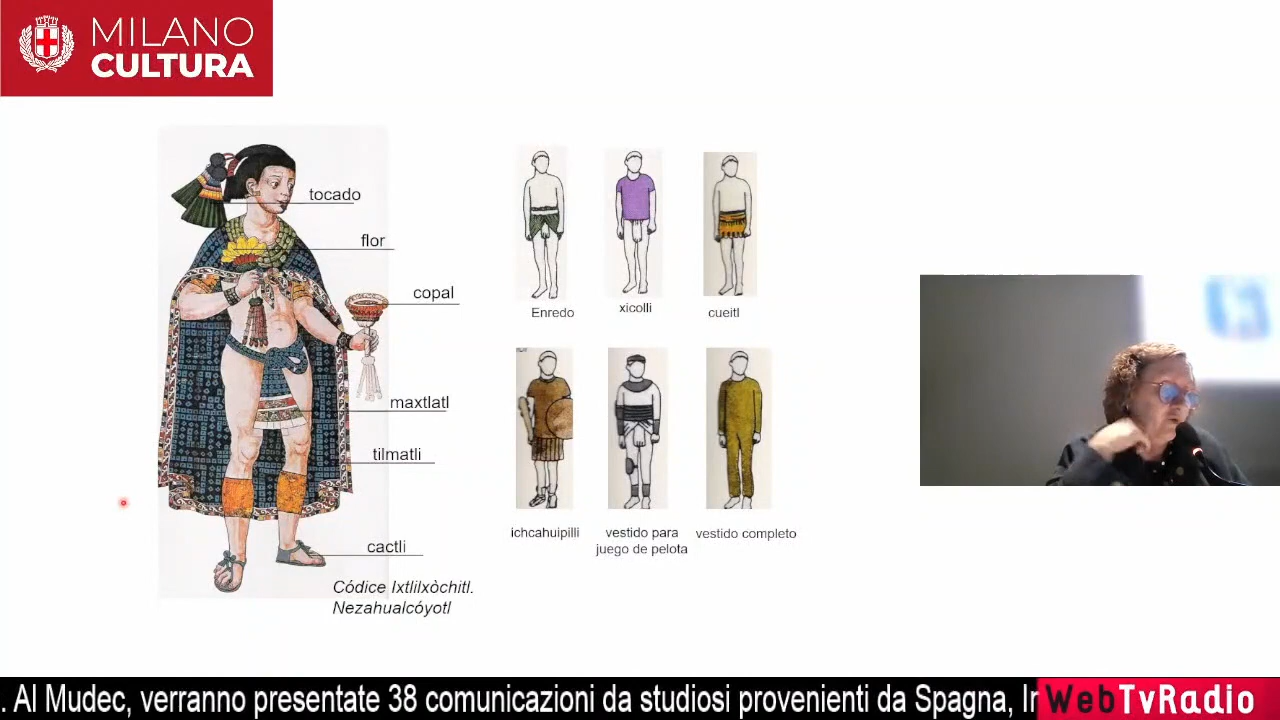 MILANO
CULTURA
tocado
flor
copal
maxtlatl
tilmatli
cactli
Códice Ixtlilxòchitl.
Nezahualcóyotl
Enredo
xicolli
cueitl
ichcahuipilli
vestido para
juego de pelota
vestido completo
. Al Mudec, verranno presentate 38 comunicazioni da studiosi provenienti da Spagna, In
WebTvRadio